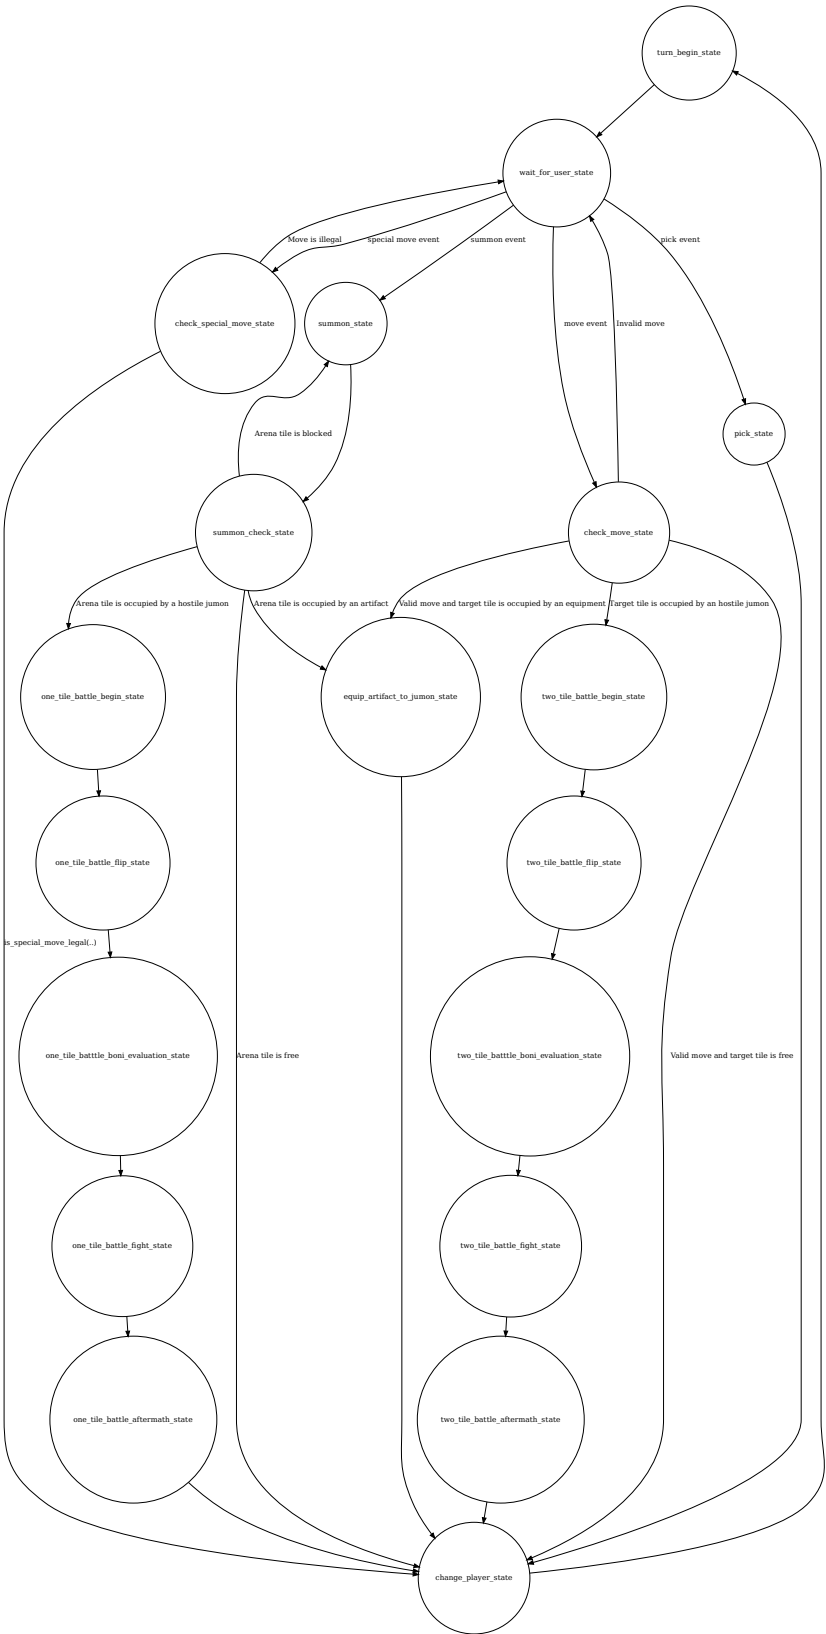 turn_begin_state
wait_for_user_state
Move is illegal
special move event
summon event
pick event
check_special_move_state
summon_state
move event
Invalid move
Arena tile is blocked
pick_state
summon_check_state
check_move_state
Arena tile is occupied by a hostile jumon
Arena tile is occupied by an artifact
Valid move and target tile is occupied by an equipment
Target tile is occupied by an hostile jumon
one_tile_battle_begin_state
equip_artifact_to_jumon_state
two_tile_battle_begin_state
one_tile_battle_flip_state
two_tile_battle_flip_state
is_special_move_legal(..)
one_tile_batttle_boni_evaluation_state
Arena tile is free
two_tile_batttle_boni_evaluation_state
Valid move and target tile is free
one_tile_battle_fight_state
two_tile_battle_fight_state
one_tile_battle_aftermath_state
two_tile_battle_aftermath_state
change_player_state